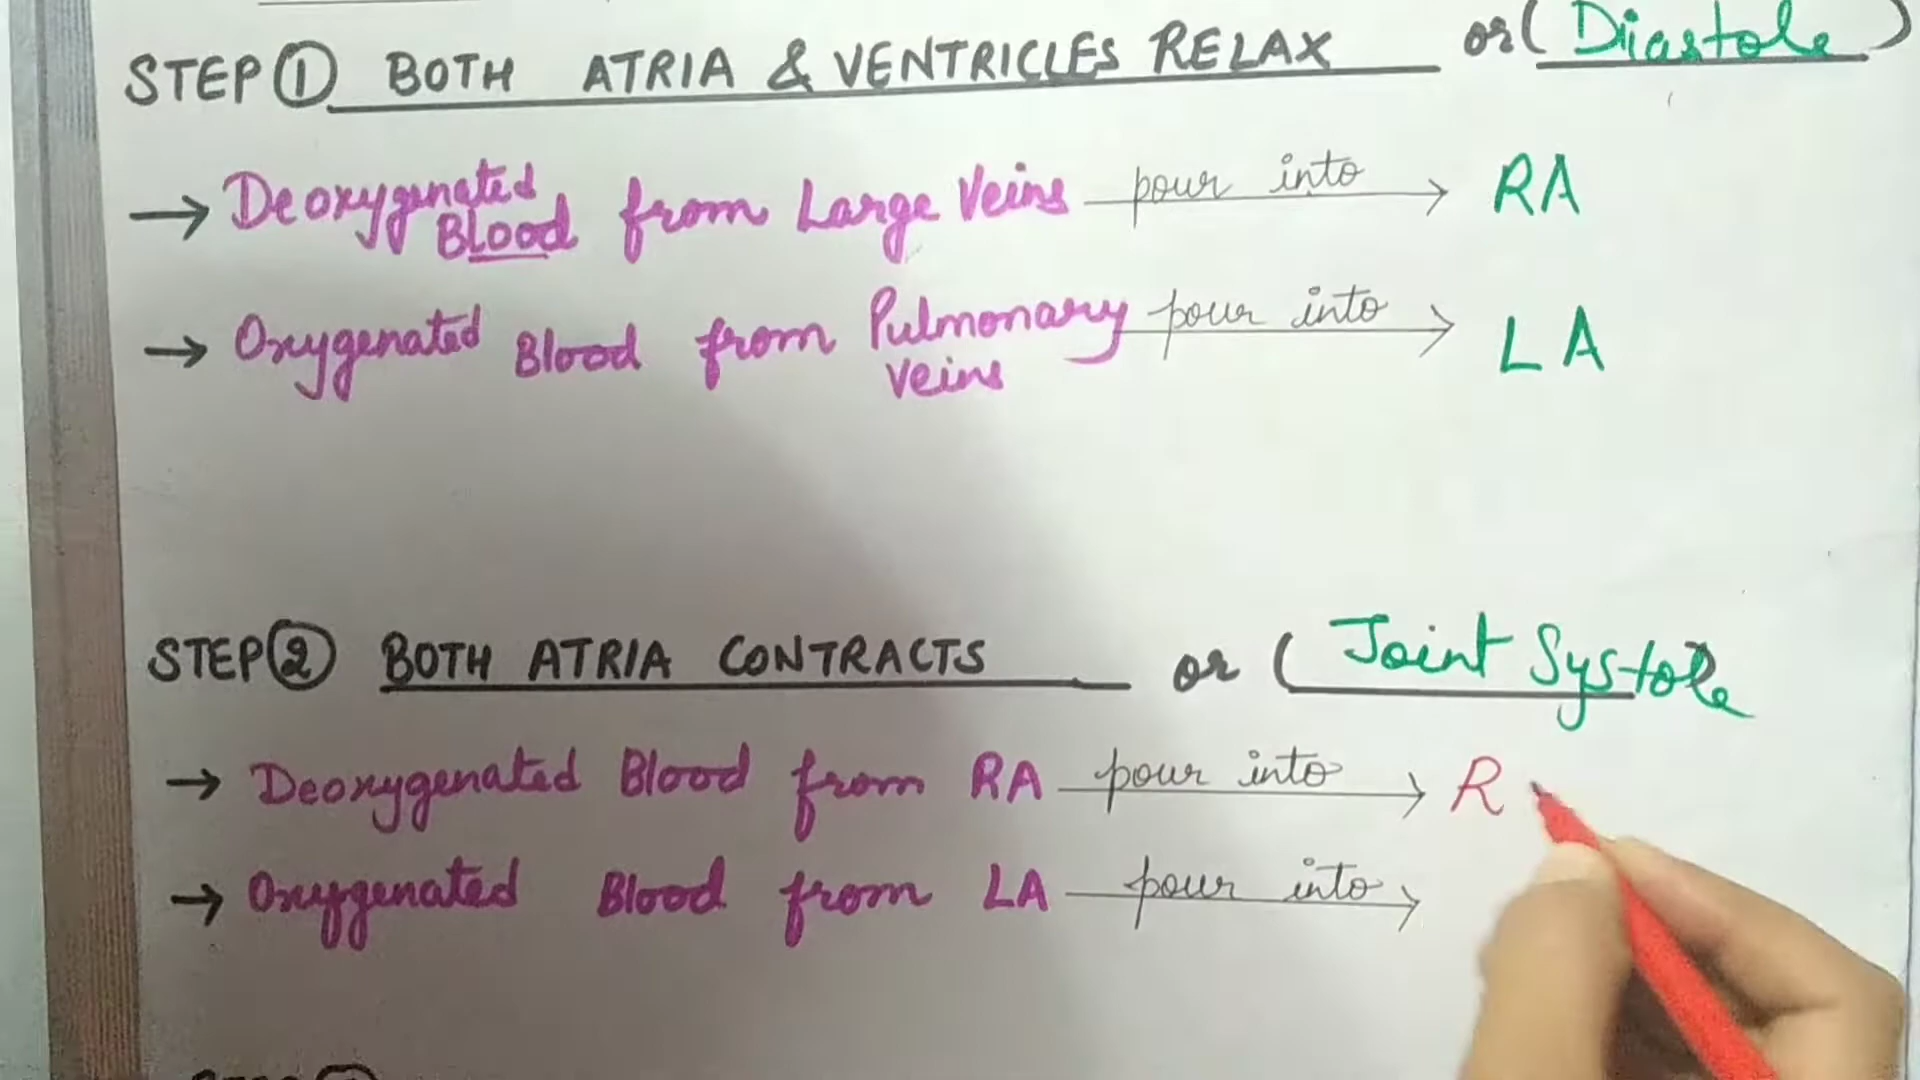 STEP ① BOTH ATRIA & VENTRICLES RELAX or (Diastole)
→ Deoxygenated Blood from Large Veins pour into → RA
→ Oxygenated Blood from Pulmonary Veins pour into → LA
STEP ② BOTH ATRIA CONTRACTS or (Joint Systole
→ Deoxygenated Blood from RA pour into → R
→ Oxygenated Blood from LA pour into →